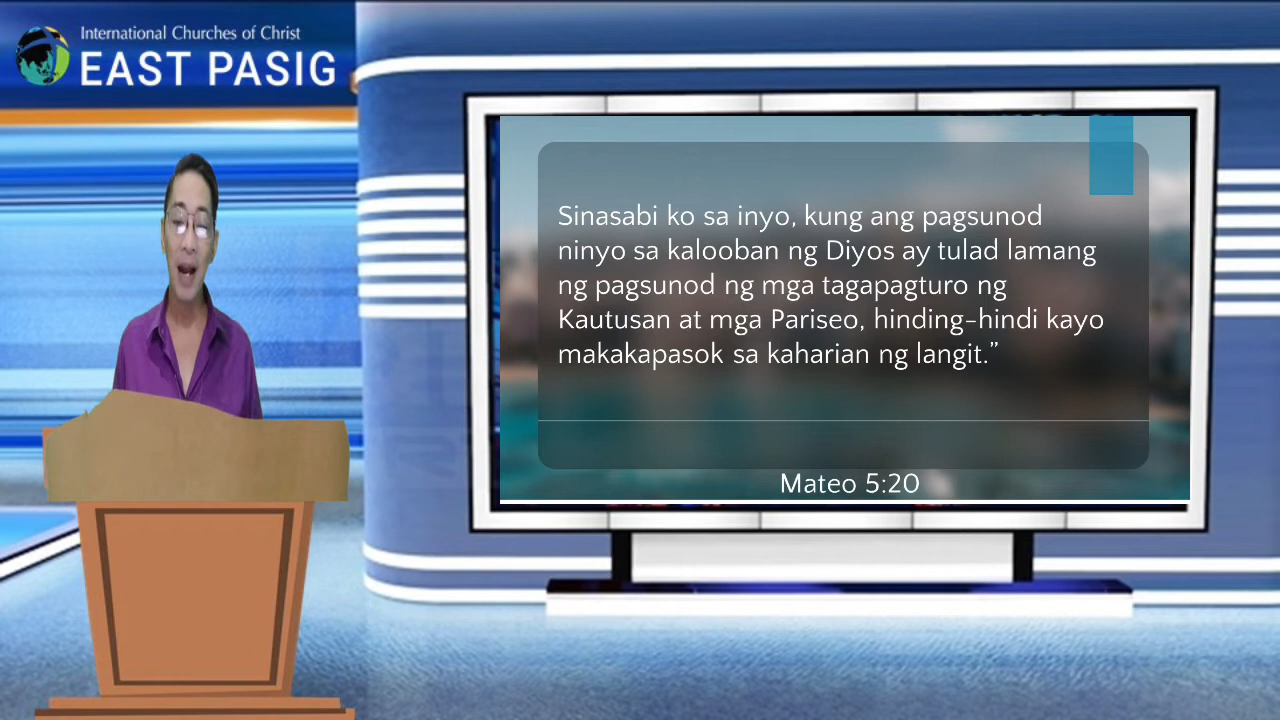 International Churches of Christ
EAST PASIG
Sinasabi ko sa inyo, kung ang pagsunod
ninyo sa kalooban ng Diyos ay tulad lamang
ng pagsunod ng mga tagapagturo ng
Kautusan at mga Pariseo, hinding-hindi kayo
makakapasok sa kaharian ng langit.”
Mateo 5:20